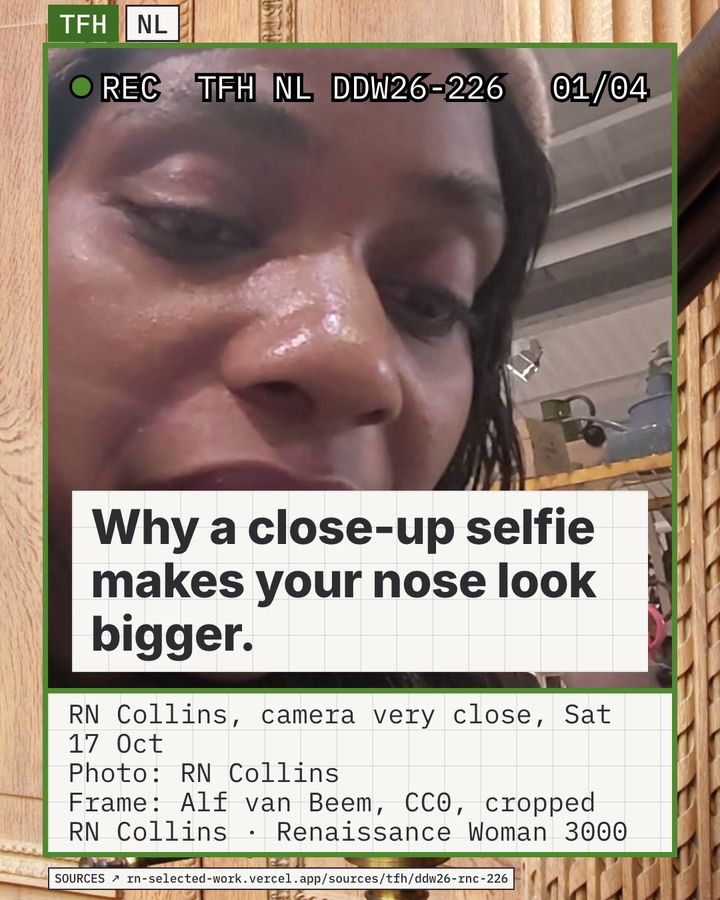 TFH NL
REC TFH NL DDW26-226 01/04
Why a close-up selfie
makes your nose look
bigger.
RN Collins, camera very close, Sat
17 Oct
Photo: RN Collins
Frame: Alf van Beem, CC0, cropped
RN Collins · Renaissance Woman 3000
SOURCES ↗ rn-selected-work.vercel.app/sources/tfh/ddw26-rnc-226